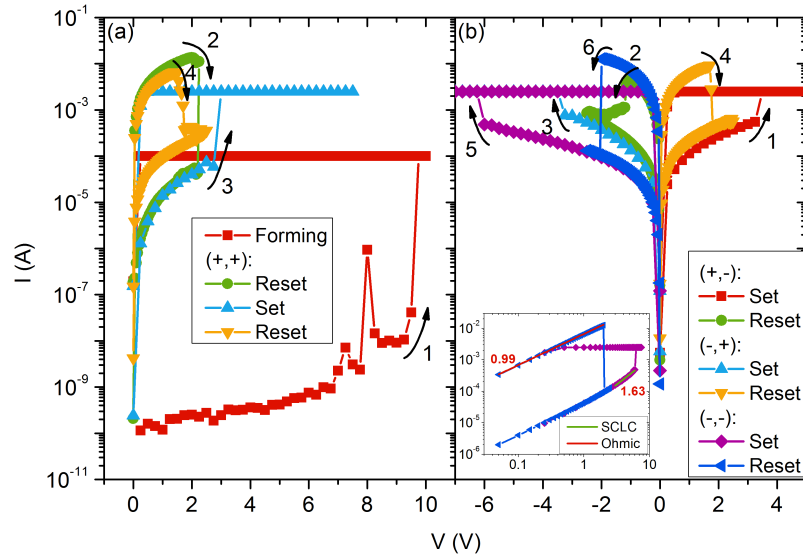 (a)
(b)
10⁻¹
10⁻³
10⁻⁵
10⁻⁷
10⁻⁹
10⁻¹¹
I (A)
2
4
3
1
Forming
(+,+):
Reset
Set
Reset
0 2 4 6 8 10
6
2
4
3
5
1
(+,-):
Set
Reset
(-,+):
Set
Reset
(-,-):
Set
Reset
10⁻²
10⁻³
10⁻⁴
10⁻⁵
10⁻⁶
0.99
1.63
SCLC
Ohmic
0.1 1 10
-6 -4 -2 0 2 4
V (V)
V (V)